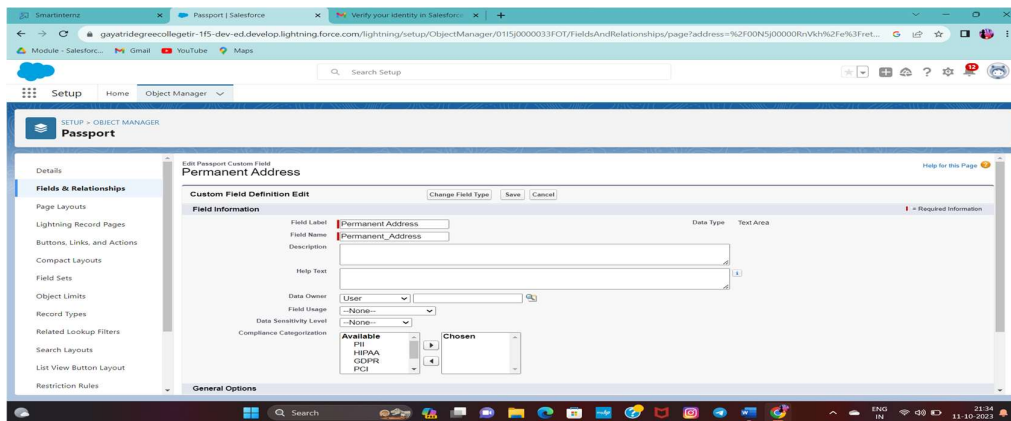 Smartinternz
Passport | Salesforce
Verify your identity in Salesforce
gayatridegreecollegetir-1f5-dev-ed.develop.lightning.force.com/lightning/setup/ObjectManager/01I5j0000033FOT/FieldsAndRelationships/page?address=%2F00N5j00000RnVkh%2Fe%3Fret...
Module - Salesforc...
Gmail
YouTube
Maps
Search Setup
12
Setup
Home
Object Manager
SETUP > OBJECT MANAGER
Passport
Details
Fields & Relationships
Page Layouts
Lightning Record Pages
Buttons, Links, and Actions
Compact Layouts
Field Sets
Object Limits
Record Types
Related Lookup Filters
Search Layouts
List View Button Layout
Restriction Rules
Edit Passport Custom Field
Permanent Address
Help for this Page
Custom Field Definition Edit
Change Field Type Save Cancel
Field Information
= Required Information
Field Label Permanent Address
Data Type Text Area
Field Name Permanent_Address
Description
Help Text
Data Owner User
Field Usage --None--
Data Sensitivity Level --None--
Compliance Categorization
Available Chosen
PII
HIPAA
GDPR
PCI
General Options
Search
ENG
IN
21:34
11-10-2023